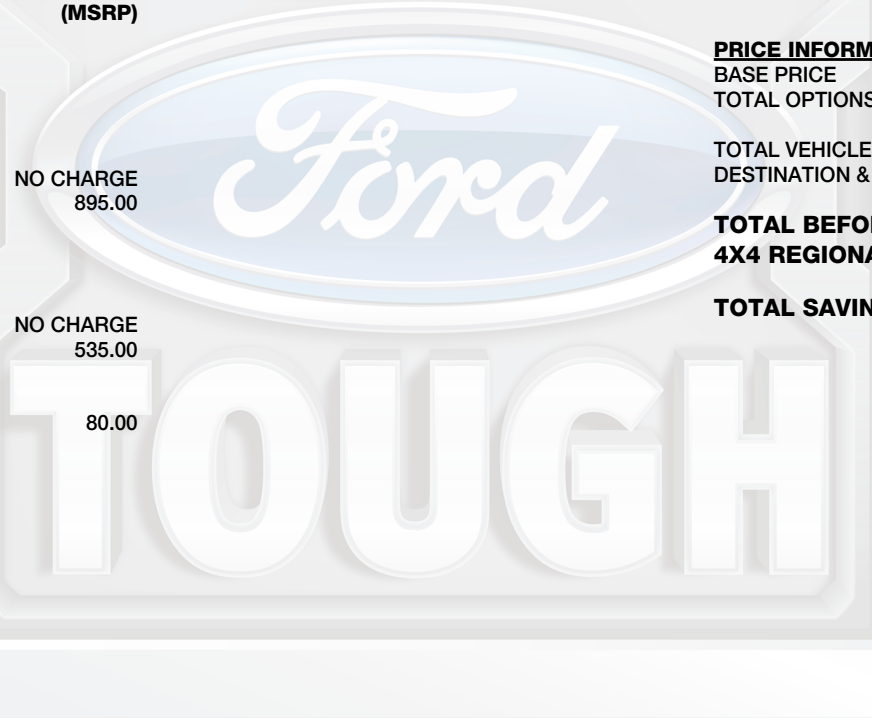 (MSRP)
NO CHARGE
895.00
NO CHARGE
535.00
80.00
PRICE INFORM
BASE PRICE
TOTAL OPTIONS
TOTAL VEHICLE
DESTINATION &
TOTAL BEFO
4X4 REGIONA
TOTAL SAVIN
Ford
TOUGH